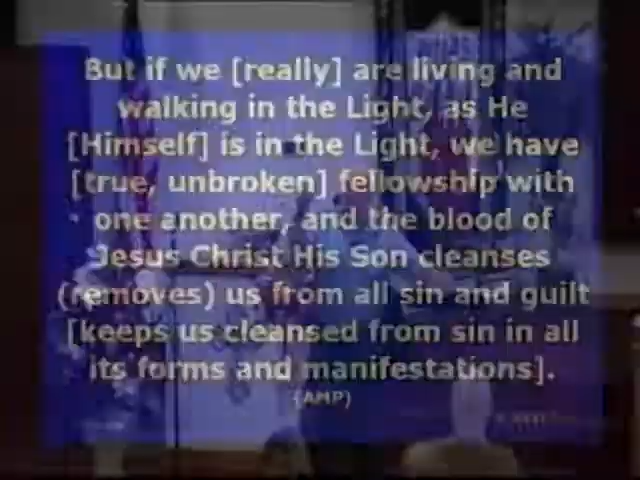 But if we [really] are living and
walking in the Light, as He
[Himself] is in the Light, we have
[true, unbroken] fellowship with
one another, and the blood of
Jesus Christ His Son cleanses
(removes) us from all sin and guilt
[keeps us cleansed from sin in all
its forms and manifestations].
(AMP)